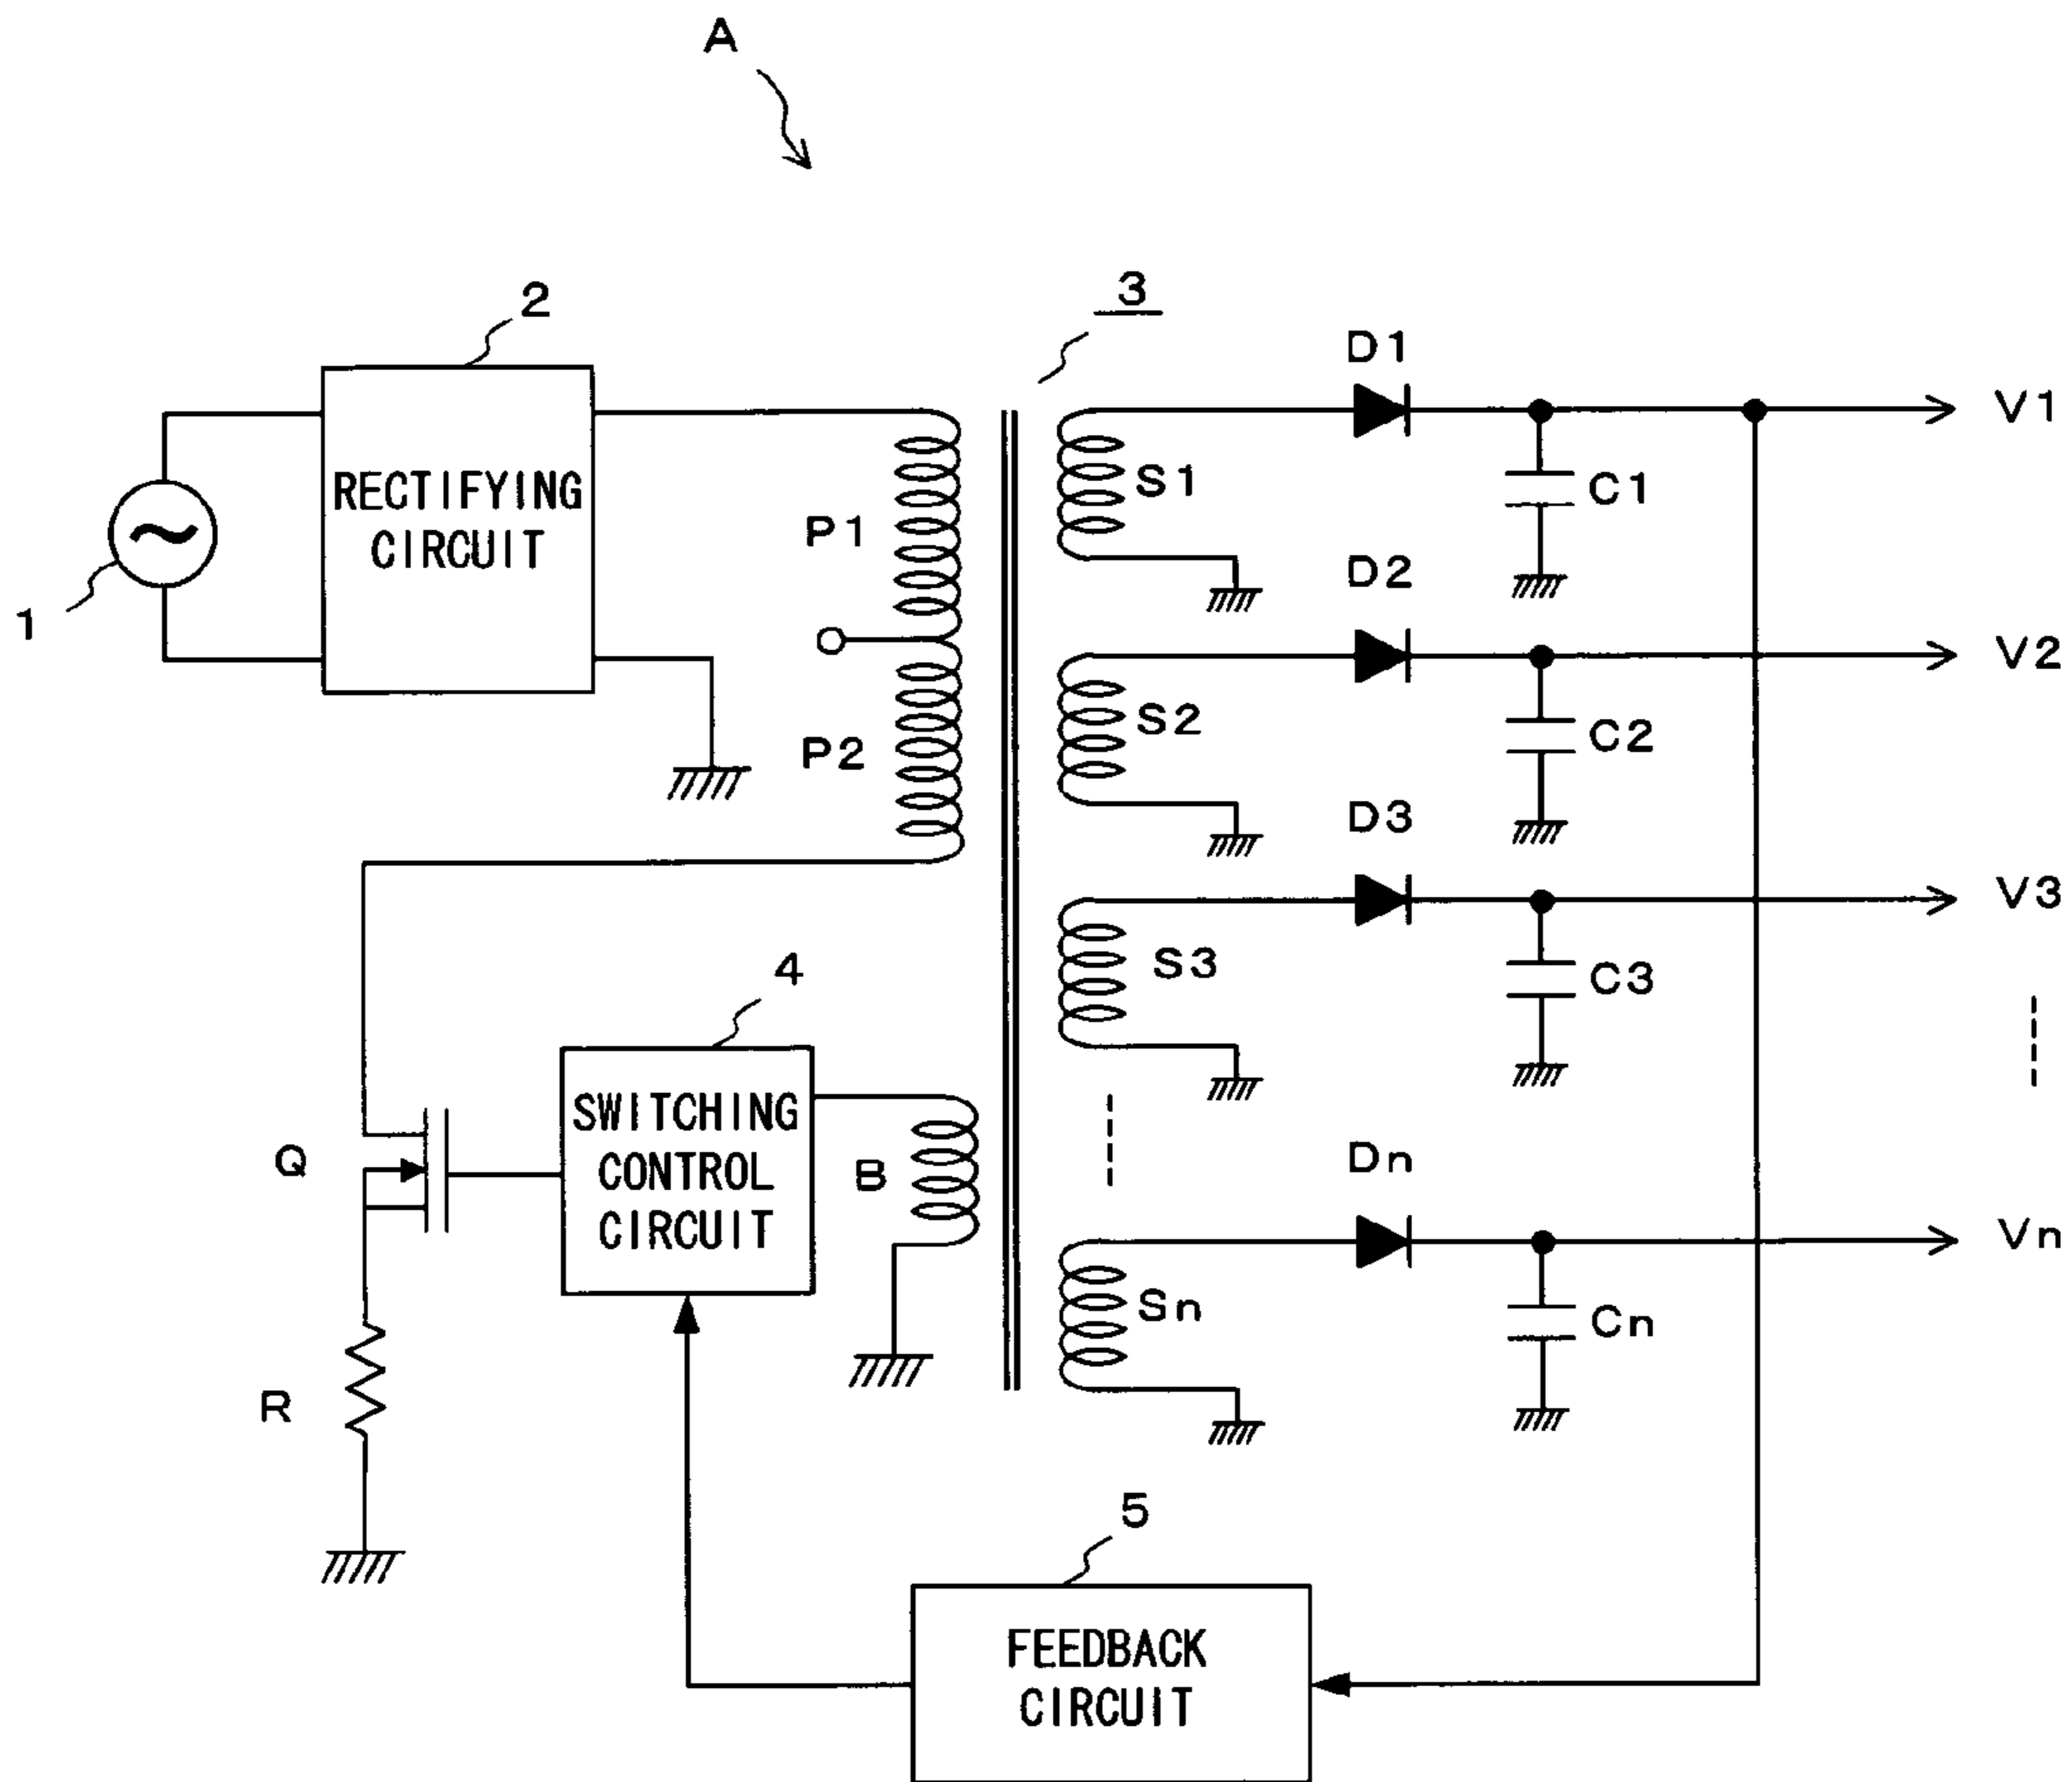 A
3
2
D1
V1
RECTIFYING
CIRCUIT
P1
S1
C1
1
D2
V2
P2
S2
C2
D3
V3
S3
C3
4
SWITCHING
CONTROL
CIRCUIT
Q
B
Dn
Vn
Sn
Cn
R
5
FEEDBACK
CIRCUIT